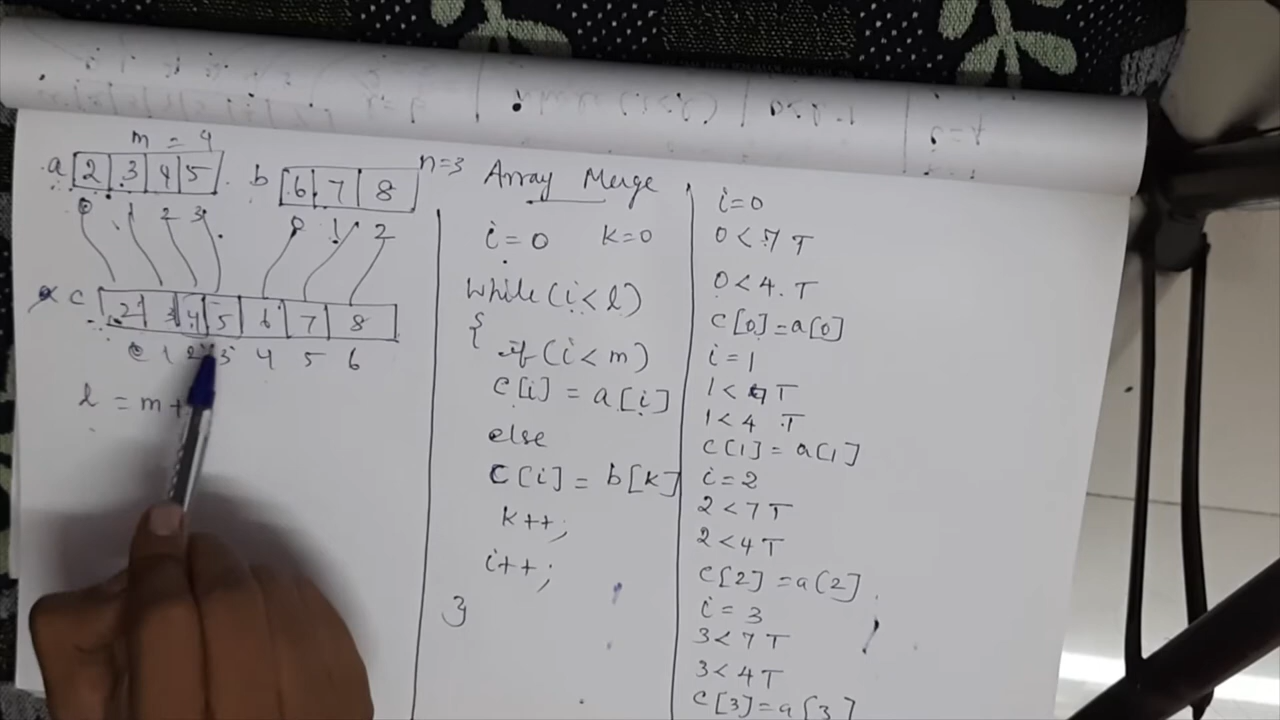 m = 4
a 2 3 4 5
b 6 7 8
n=3
0 1 2 3
0 1 2
c 2 3 4 5 6 7 8
0 1 2 3 4 5 6
l = m +
Array Merge
i=0 k=0
while(i<l)
{
if(i<m)
c[i] = a[i]
else
c[i] = b[k]
k++;
i++;
}
i=0
0<7 T
0<4 T
c[0]=a[0]
i=1
1<7 T
1<4 T
c(1]=a(1]
i=2
2<7 T
2<4 T
c[2]=a(2]
i=3
3<7 T
3<4 T
c[3]=a[3]